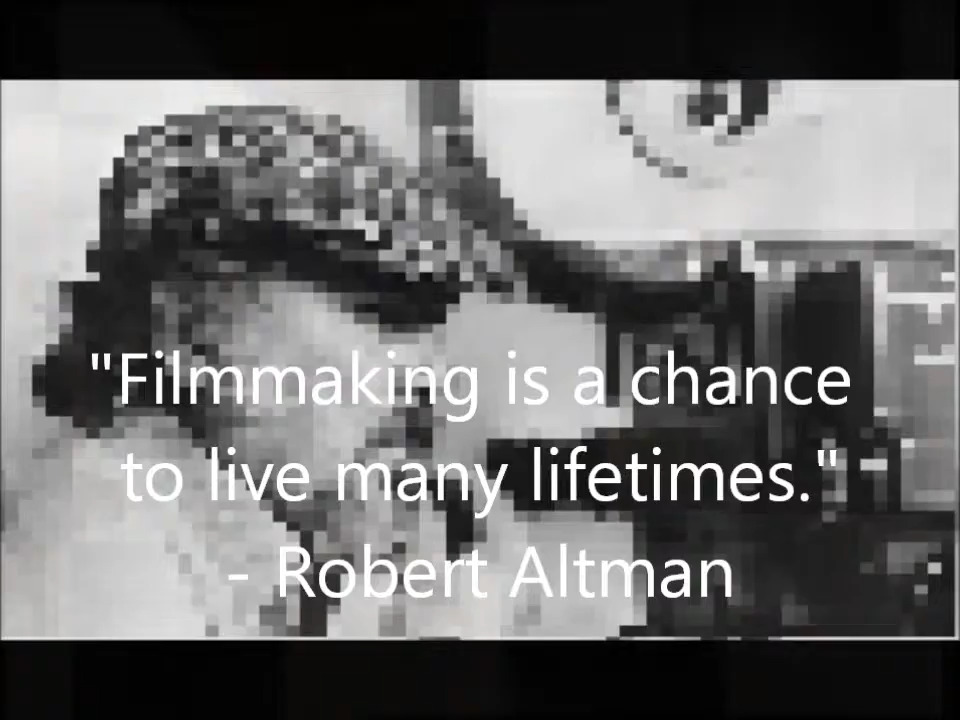 "Filmmaking is a chance
to live many lifetimes."
- Robert Altman